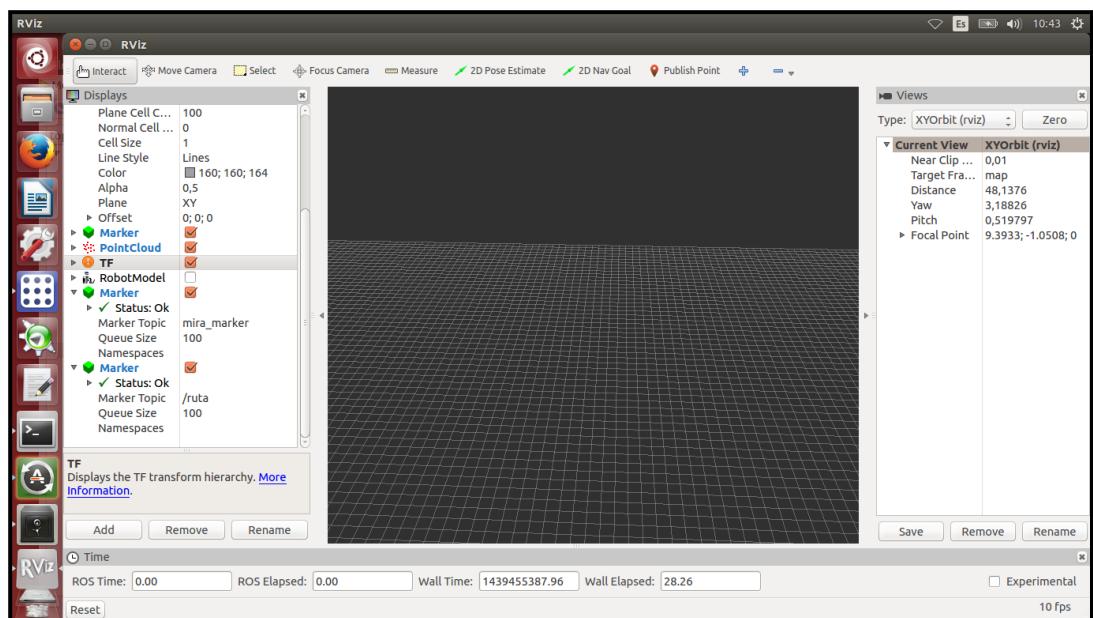 RViz
Es
10:43
RViz
Interact Move Camera Select Focus Camera Measure 2D Pose Estimate 2D Nav Goal Publish Point
Displays
Plane Cell C... 100
Normal Cell ... 0
Cell Size 1
Line Style Lines
Color 160; 160; 164
Alpha 0,5
Plane XY
Offset 0; 0; 0
Marker
PointCloud
TF
RobotModel
Marker
Status: Ok
Marker Topic mira_marker
Queue Size 100
Namespaces
Marker
Status: Ok
Marker Topic /ruta
Queue Size 100
Namespaces
TF
Displays the TF transform hierarchy. More
Information.
Add Remove Rename
Views
Type: XYOrbit (rviz) Zero
Current View XYOrbit (rviz)
Near Clip ... 0,01
Target Fra... map
Distance 48,1376
Yaw 3,18826
Pitch 0,519797
Focal Point 9.3933; -1.0508; 0
Save Remove Rename
Time
ROS Time: 0.00 ROS Elapsed: 0.00 Wall Time: 1439455387.96 Wall Elapsed: 28.26 Experimental
Reset 10 fps
RViz